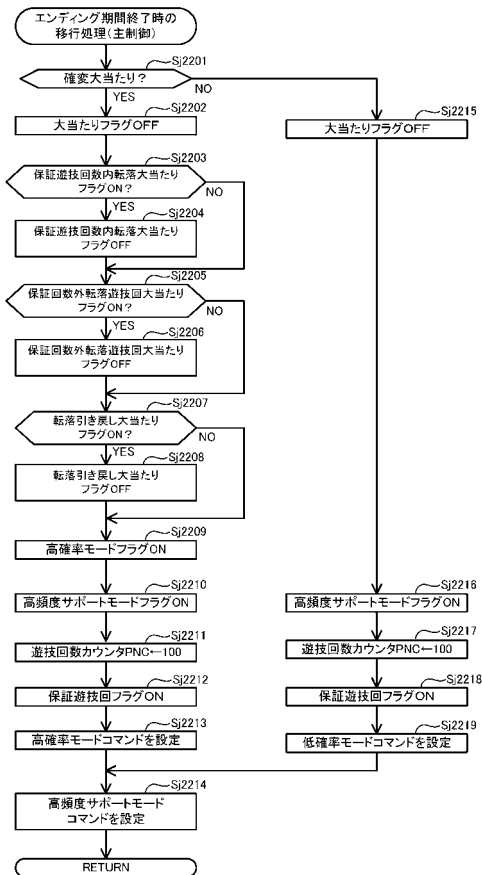 エンディング期間終了時の
移行処理(主制御)
Sj2201
確変大当たり？
NO
YES
Sj2202
大当たりフラグOFF
Sj2215
大当たりフラグOFF
Sj2203
保証遊技回数内転落大当たり
フラグON？
NO
YES
Sj2204
保証遊技回数内転落大当たり
フラグOFF
Sj2205
保証回数外転落遊技回大当たり
フラグON？
NO
YES
Sj2206
保証回数外転落遊技回大当たり
フラグOFF
Sj2207
転落引き戻し大当たり
フラグON？
NO
YES
Sj2208
転落引き戻し大当たり
フラグOFF
Sj2209
高確率モードフラグON
Sj2210
高頻度サポートモードフラグON
Sj2216
高頻度サポートモードフラグON
Sj2211
遊技回数カウンタPNC←100
Sj2217
遊技回数カウンタPNC←100
Sj2212
保証遊技回フラグON
Sj2218
保証遊技回フラグON
Sj2213
高確率モードコマンドを設定
Sj2219
低確率モードコマンドを設定
Sj2214
高頻度サポートモード
コマンドを設定
RETURN